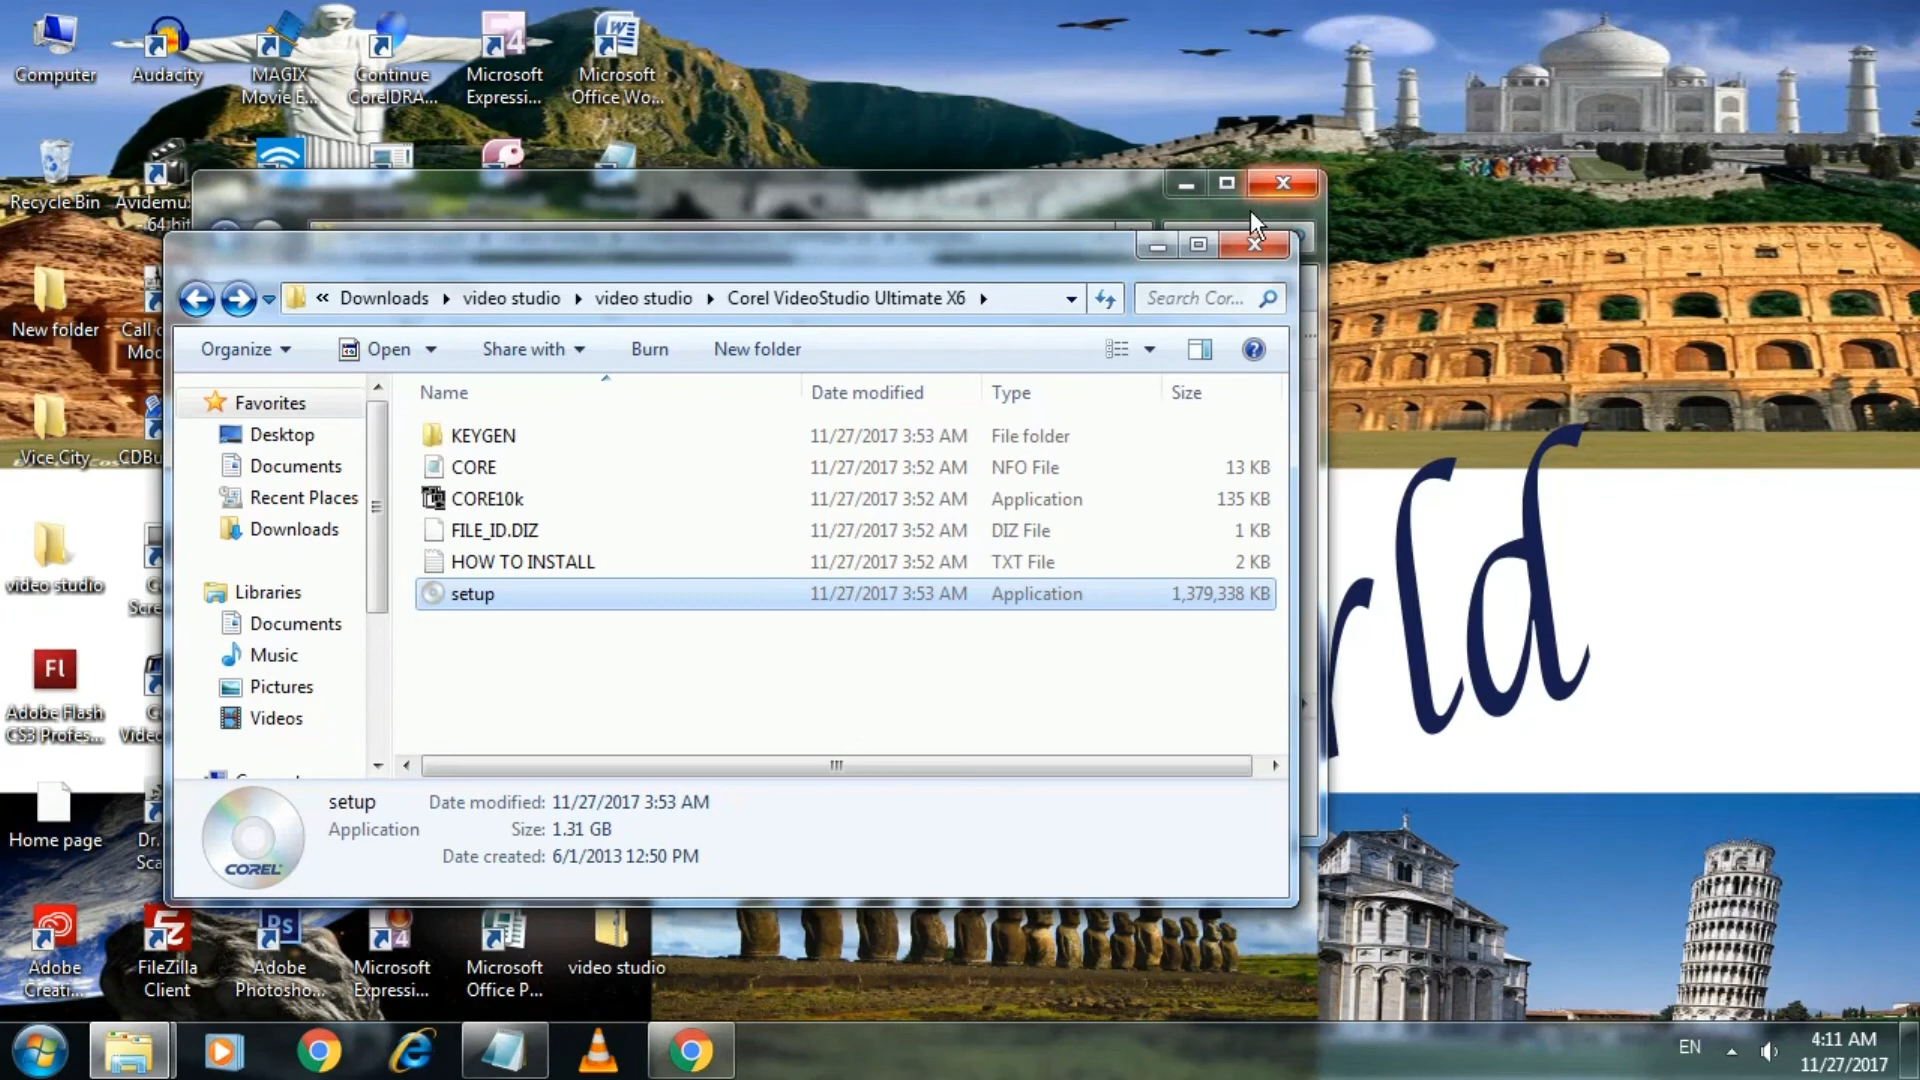 Computer
Audacity
MAGIX
Movie E...
Continue
CorelDRA...
Microsoft
Expressi...
Microsoft
Office Wo...
Recycle Bin
Avidemu
64 bit
New folder
Call
Mo
Vice City
CDBu
video studio
Scre
Fl
Adobe Flash
CS3 Profes...
Video
Home page
Dr.
Sca
« Downloads ▸ video studio ▸ video studio ▸ Corel VideoStudio Ultimate X6 ▸
Search Cor...
Organize
Open
Share with
Burn
New folder
Favorites
Desktop
Documents
Recent Places
Downloads
Libraries
Documents
Music
Pictures
Videos
Name Date modified Type Size
KEYGEN 11/27/2017 3:53 AM File folder
CORE 11/27/2017 3:52 AM NFO File 13 KB
CORE10k 11/27/2017 3:52 AM Application 135 KB
FILE_ID.DIZ 11/27/2017 3:52 AM DIZ File 1 KB
HOW TO INSTALL 11/27/2017 3:52 AM TXT File 2 KB
setup 11/27/2017 3:53 AM Application 1,379,338 KB
COREL
setup Date modified: 11/27/2017 3:53 AM
Application Size: 1.31 GB
Date created: 6/1/2013 12:50 PM
rld
Adobe
Creati...
FileZilla
Client
Ps
Adobe
Photosho...
Microsoft
Expressi...
Microsoft
Office P...
video studio
EN
4:11 AM
11/27/2017